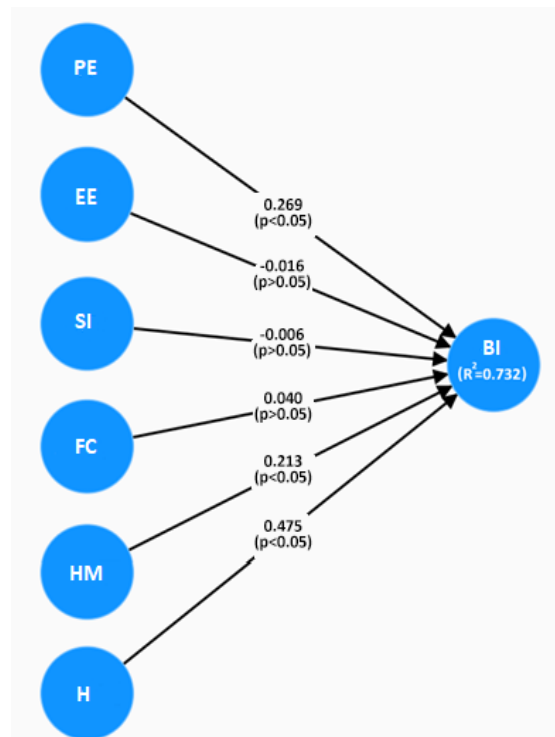 PE
EE
SI
FC
HM
H
0.269
(p<0.05)
-0.016
(p>0.05)
-0.006
(p>0.05)
0.040
(p>0.05)
0.213
(p<0.05)
0.475
(p<0.05)
BI
(R²=0.732)